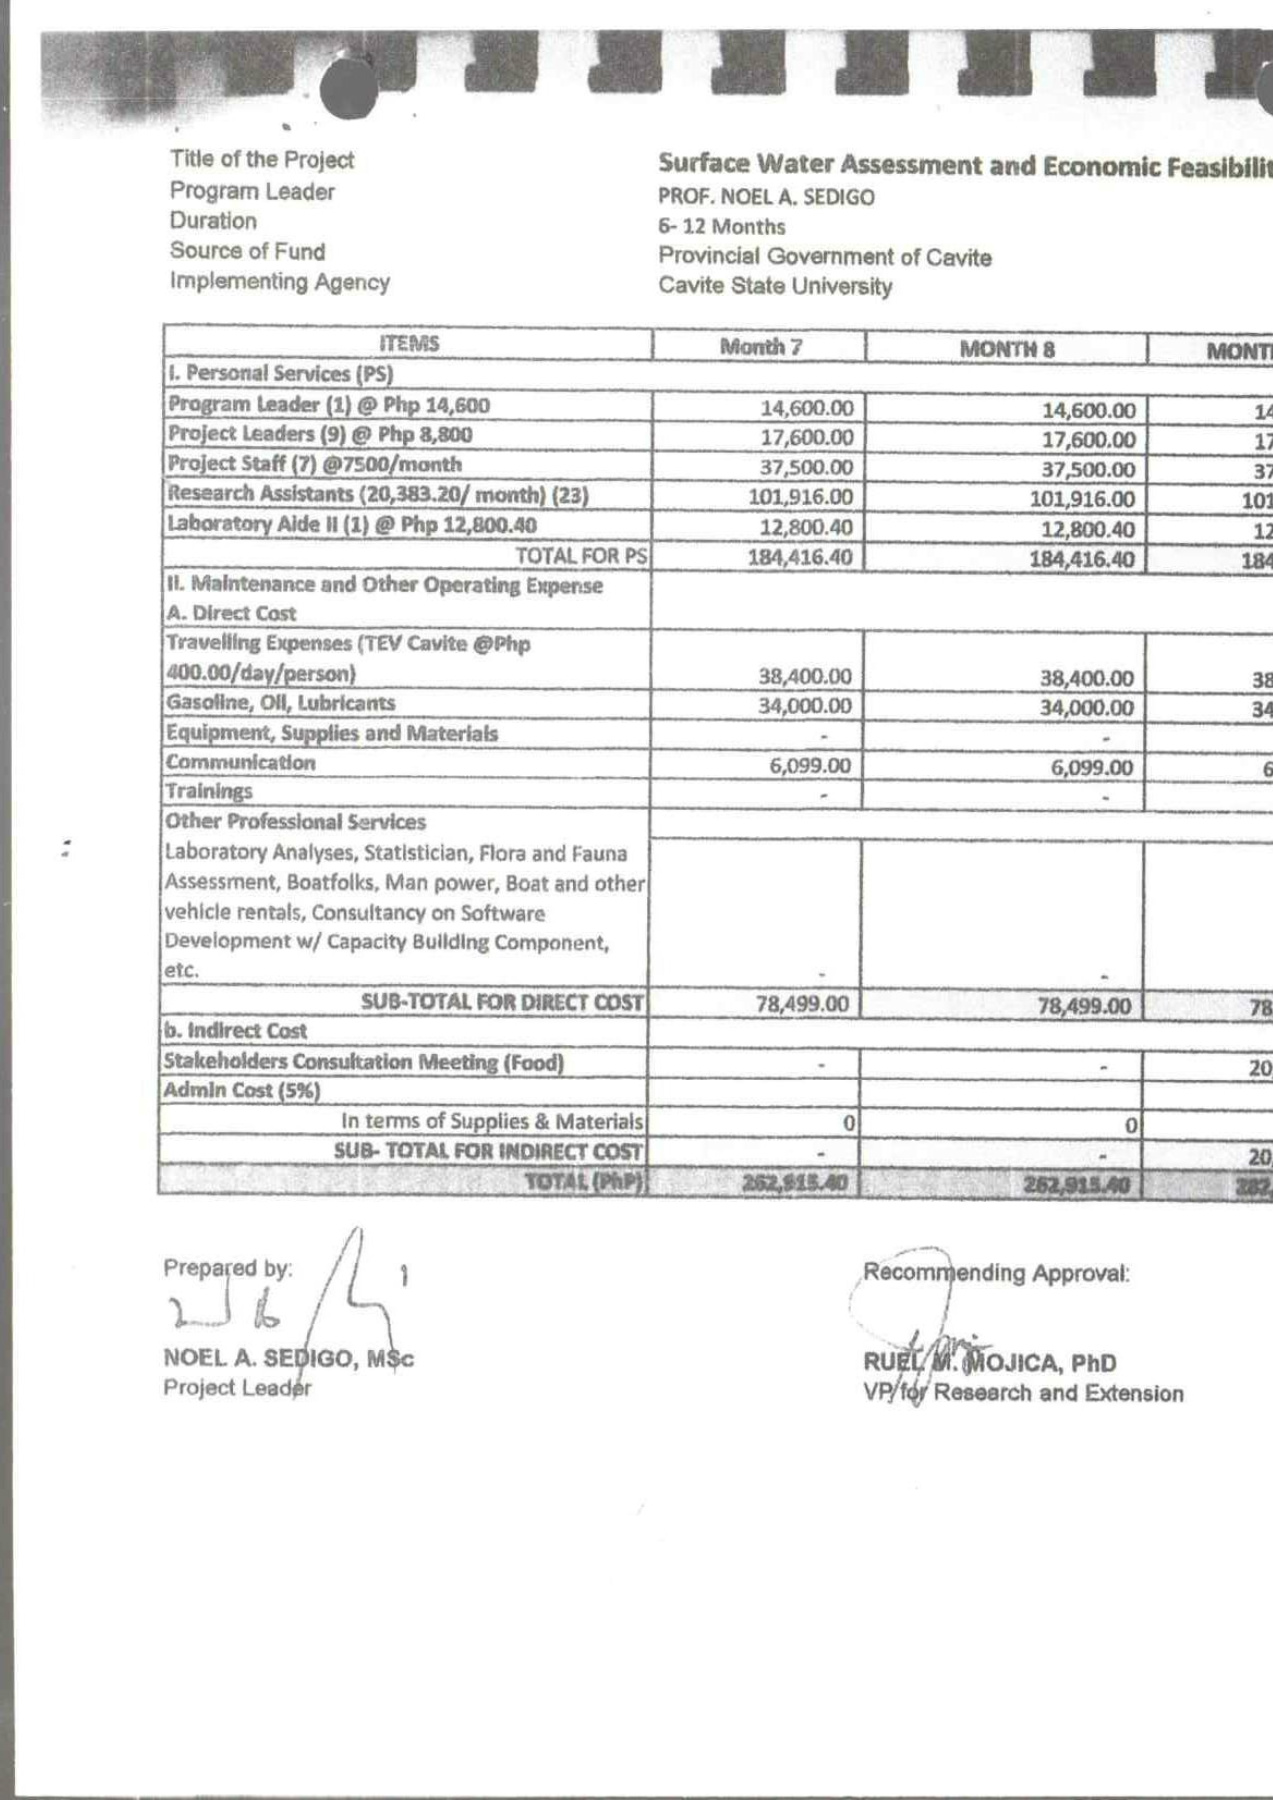 Title of the Project Surface Water Assessment and Economic
Program Leader PROF. NOEL A. SEDIGO
Duration 6- 12 Months
Source of Fund Provincial Government of Cavite
Implementing Agency Cavite State University
ITEMS Month 7 MONTH 8
I. Personal Services (PS)
Program Leader (1) @ Php 14,600 14,600.00 14,600.00 14
Project Leaders (9) @ Php 8,800 17,600.00 17,600.00 17
Project Staff (7) @7500/month 37,500.00 37,500.00 37
Research Assistants (20,383.20/ month) (23) 101,916.00 101,916.00 101
Laboratory Aide II (1) @ Php 12,800.40 12,800.40 12,800.40 12
TOTAL FOR PS 184,416.40 184,416.40 184
II. Maintenance and Other Operating Expense
A. Direct Cost
Travelling Expenses (TEV Cavite @Php
400.00/day/person) 38,400.00 38,400.00 38
Gasoline, Oil, Lubricants 34,000.00 34,000.00 34
Equipment, Supplies and Materials - -
Communication 6,099.00 6,099.00 6
Trainings - -
Other Professional Services
Laboratory Analyses, Statistician, Flora and Fauna
Assessment, Boatfolks, Man power, Boat and other
vehicle rentals, Consultancy on Software
Development w/ Capacity Building Component,
etc. - -
SUB-TOTAL FOR DIRECT COST 78,499.00 78,499.00 78
b. Indirect Cost
Stakeholders Consultation Meeting (Food) - - 20
Admin Cost (5%)
In terms of Supplies & Materials 0 0
SUB- TOTAL FOR INDIRECT COST - - 20
TOTAL (PhP) 262,915.40 262,915.40
Prepared by: Recommending Approval:
NOEL A. SEDIGO, MSc RUEL M. MOJICA, PhD
Project Leader VP for Research and Extension